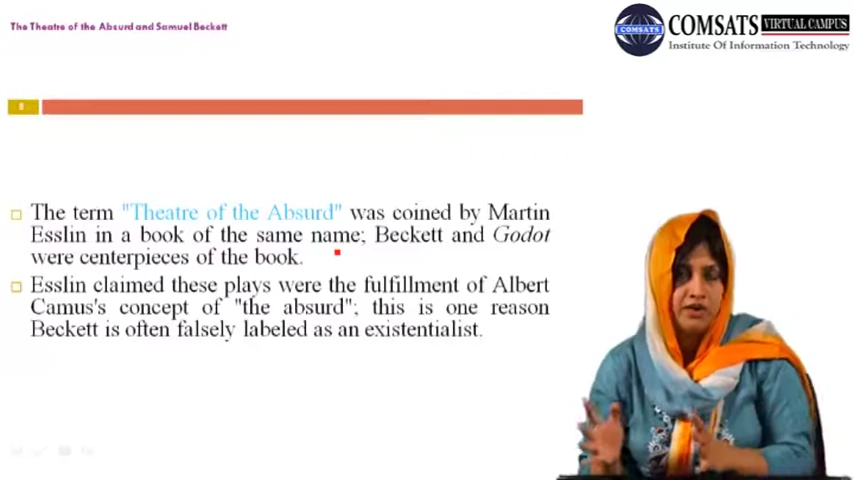 The Theatre of the Absurd and Samuel Beckett
COMSATS VIRTUAL CAMPUS
COMSATS
Institute Of Information Technology
8
The term "Theatre of the Absurd" was coined by Martin
Esslin in a book of the same name; Beckett and Godot
were centerpieces of the book.
Esslin claimed these plays were the fulfillment of Albert
Camus's concept of "the absurd"; this is one reason
Beckett is often falsely labeled as an existentialist.